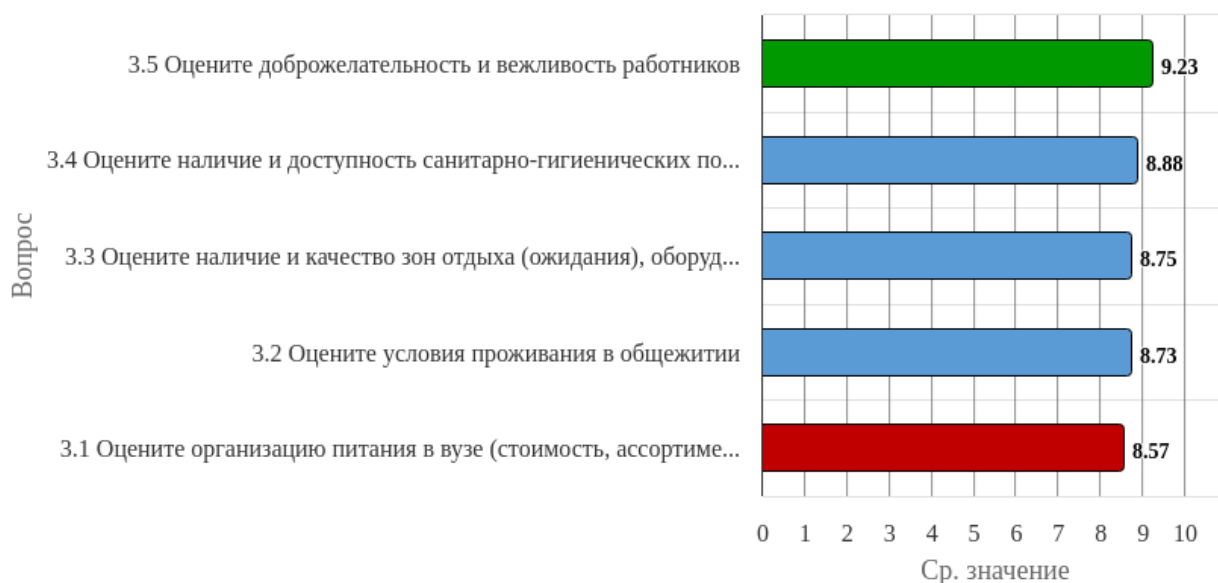 3.5 Оцените доброжелательность и вежливость работников
9.23
3.4 Оцените наличие и доступность санитарно-гигиенических по...
8.88
3.3 Оцените наличие и качество зон отдыха (ожидания), оборуд...
8.75
3.2 Оцените условия проживания в общежитии
8.73
3.1 Оцените организацию питания в вузе (стоимость, ассортиме...
8.57
Вопрос
0 1 2 3 4 5 6 7 8 9 10
Ср. значение